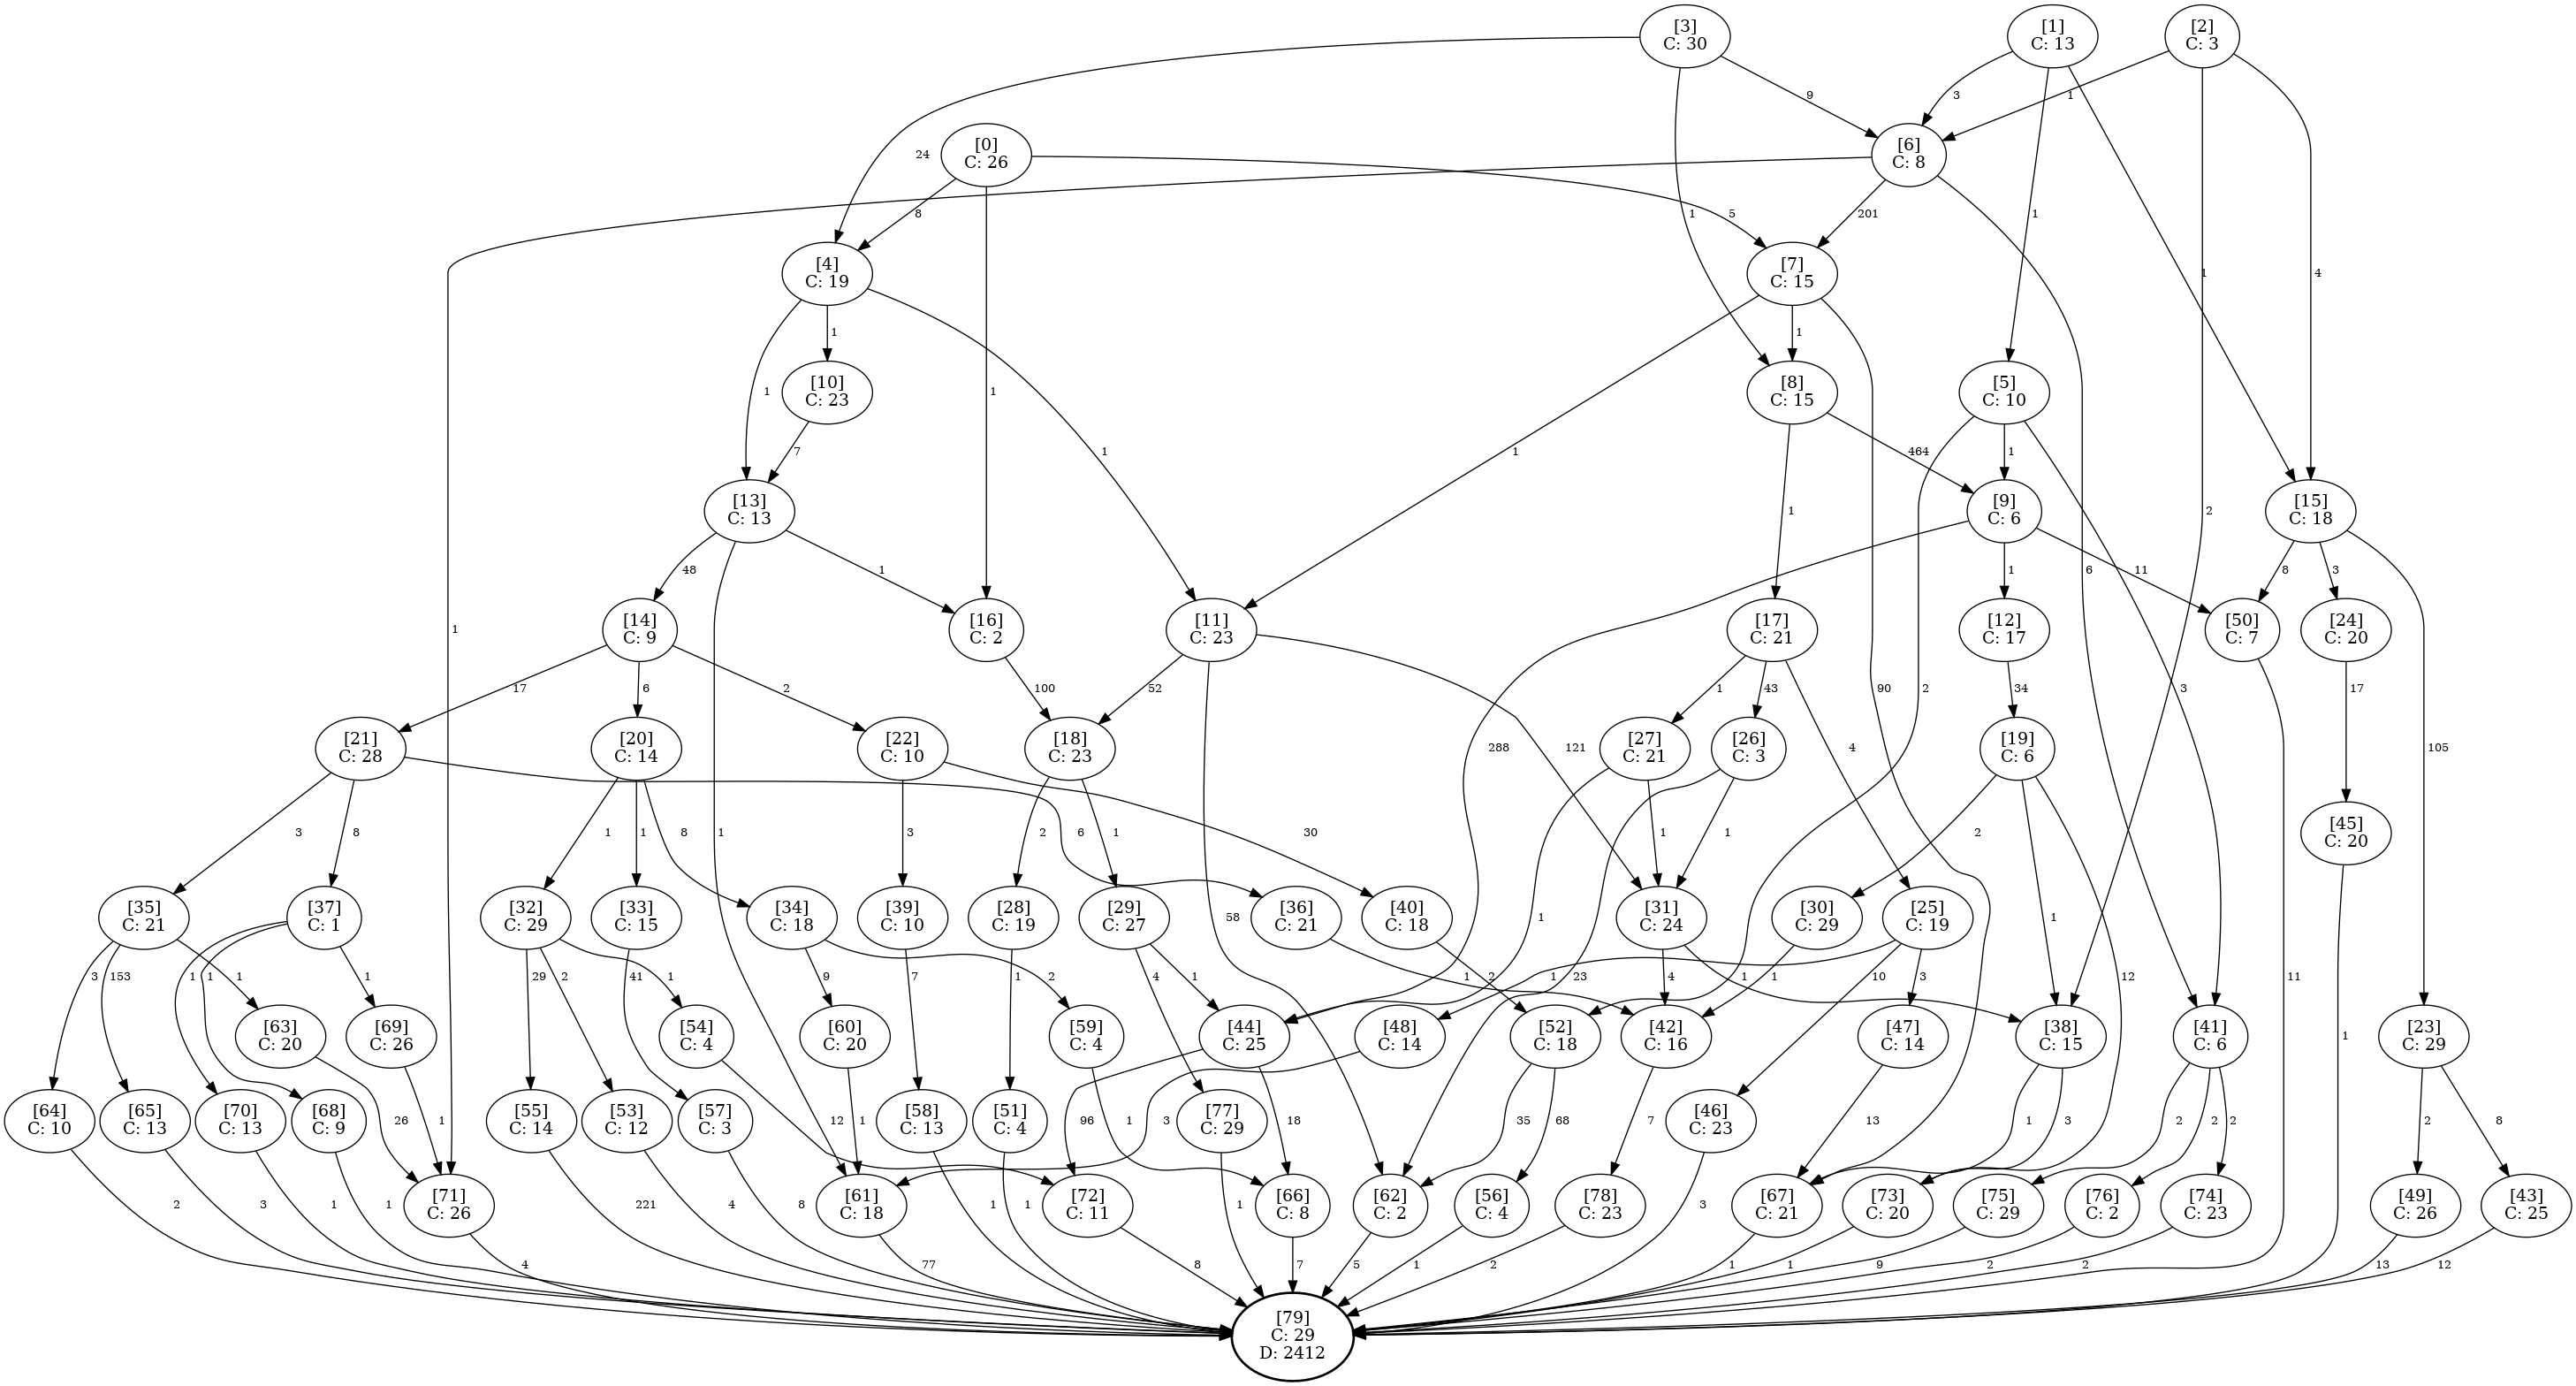 [3]
C: 30
[1]
C: 13
[2]
C: 3
9
3
1
24
[0]
C: 26
[6]
C: 8
8
5
1
201
1
1
4
[4]
C: 19
[7]
C: 15
1
1
1
[10]
C: 23
[8]
C: 15
[5]
C: 10
1
7
1
1
464
1
[13]
C: 13
[9]
C: 6
[15]
C: 18
2
48
1
1
1
6
11
8
3
[14]
C: 9
[16]
C: 2
[11]
C: 23
[17]
C: 21
[12]
C: 17
[50]
C: 7
[24]
C: 20
1
17
6
2
100
52
1
43
90
2
34
3
17
[21]
C: 28
[20]
C: 14
[22]
C: 10
[18]
C: 23
[27]
C: 21
[26]
C: 3
[19]
C: 6
288
121
4
105
3
8
1
1
8
1
3
6
2
1
30
58
1
1
2
1
[45]
C: 20
[35]
C: 21
[37]
C: 1
[32]
C: 29
[33]
C: 15
[34]
C: 18
[39]
C: 10
[28]
C: 19
[29]
C: 27
[36]
C: 21
[40]
C: 18
[31]
C: 24
[30]
C: 29
[25]
C: 19
1
3
153
1
1
1
1
29
2
1
41
9
2
7
1
4
1
1
2
1
23
4
1
1
10
3
12
11
[63]
C: 20
[69]
C: 26
[54]
C: 4
[60]
C: 20
[59]
C: 4
[44]
C: 25
[48]
C: 14
[52]
C: 18
[42]
C: 16
[47]
C: 14
[38]
C: 15
[41]
C: 6
[23]
C: 29
1
[64]
C: 10
[65]
C: 13
[70]
C: 13
[68]
C: 9
26
1
[55]
C: 14
[53]
C: 12
[57]
C: 3
12
1
[58]
C: 13
[51]
C: 4
96
1
[77]
C: 29
18
3
35
68
7
[46]
C: 23
13
1
3
2
2
2
2
8
[71]
C: 26
[61]
C: 18
[72]
C: 11
[66]
C: 8
[62]
C: 2
[56]
C: 4
[78]
C: 23
[67]
C: 21
[73]
C: 20
[75]
C: 29
[76]
C: 2
[74]
C: 23
[49]
C: 26
[43]
C: 25
2
3
1
1
221
4
8
1
1
1
3
4
77
8
7
5
1
2
1
1
9
2
2
13
12
[79]
C: 29
D: 2412